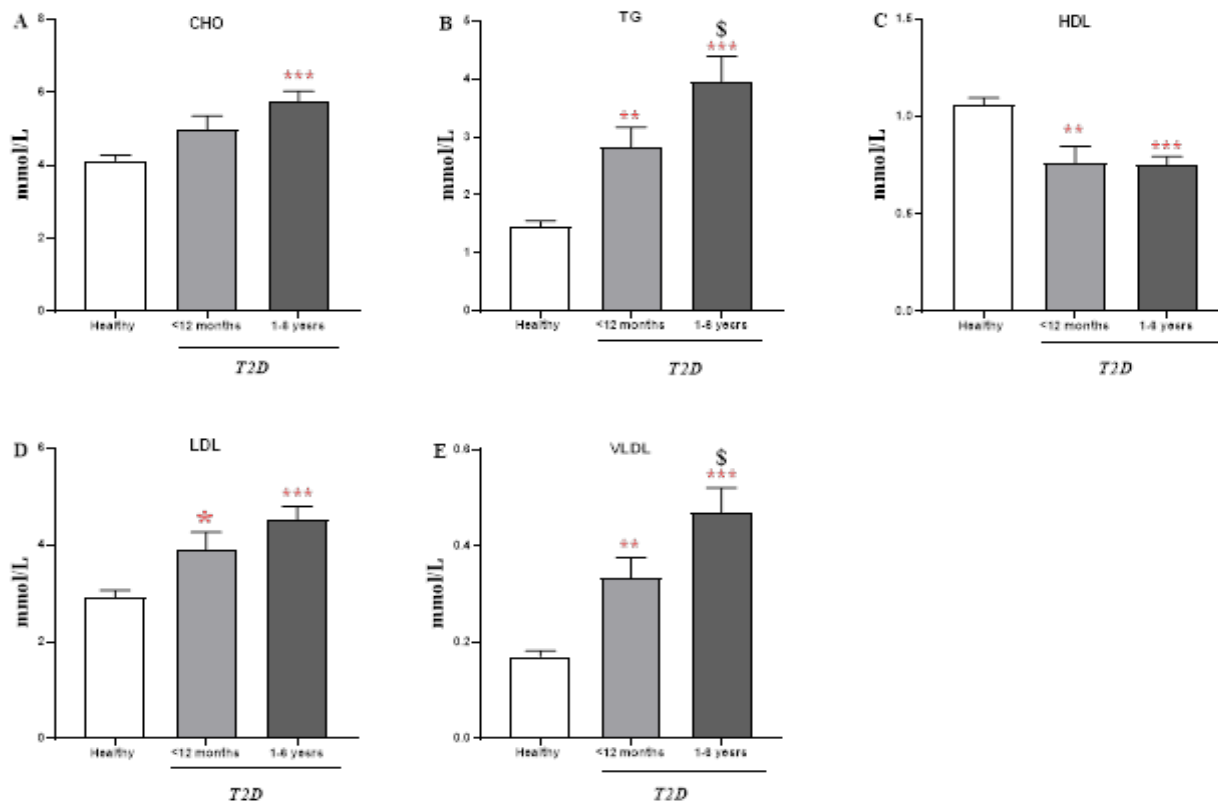 A
CHO
8
***
6
mmol/L
4
2
0
Healthy <12 months 1-6 years
T2D
B
TG
6
$
***
4
**
3
mmol/L
2
1
0
Healthy <12 months 1-6 years
T2D
C
HDL
1.5
1.0
**
***
mmol/L
0.5
0.0
Healthy <12 months 1-6 years
T2D
D
LDL
6
***
*
4
mmol/L
2
0
Healthy <12 months 1-6 years
T2D
E
VLDL
0.6
$
***
0.4
**
mmol/L
0.2
0.0
Healthy <12 months 1-6 years
T2D